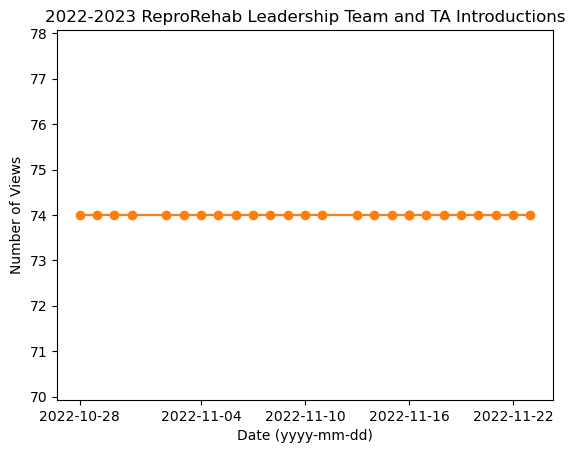 2022-2023 ReproRehab Leadership Team and TA Introductions
78
77
76
75
74
73
72
71
70
Number of Views
2022-10-28 2022-11-04 2022-11-10 2022-11-16 2022-11-22
Date (yyyy-mm-dd)